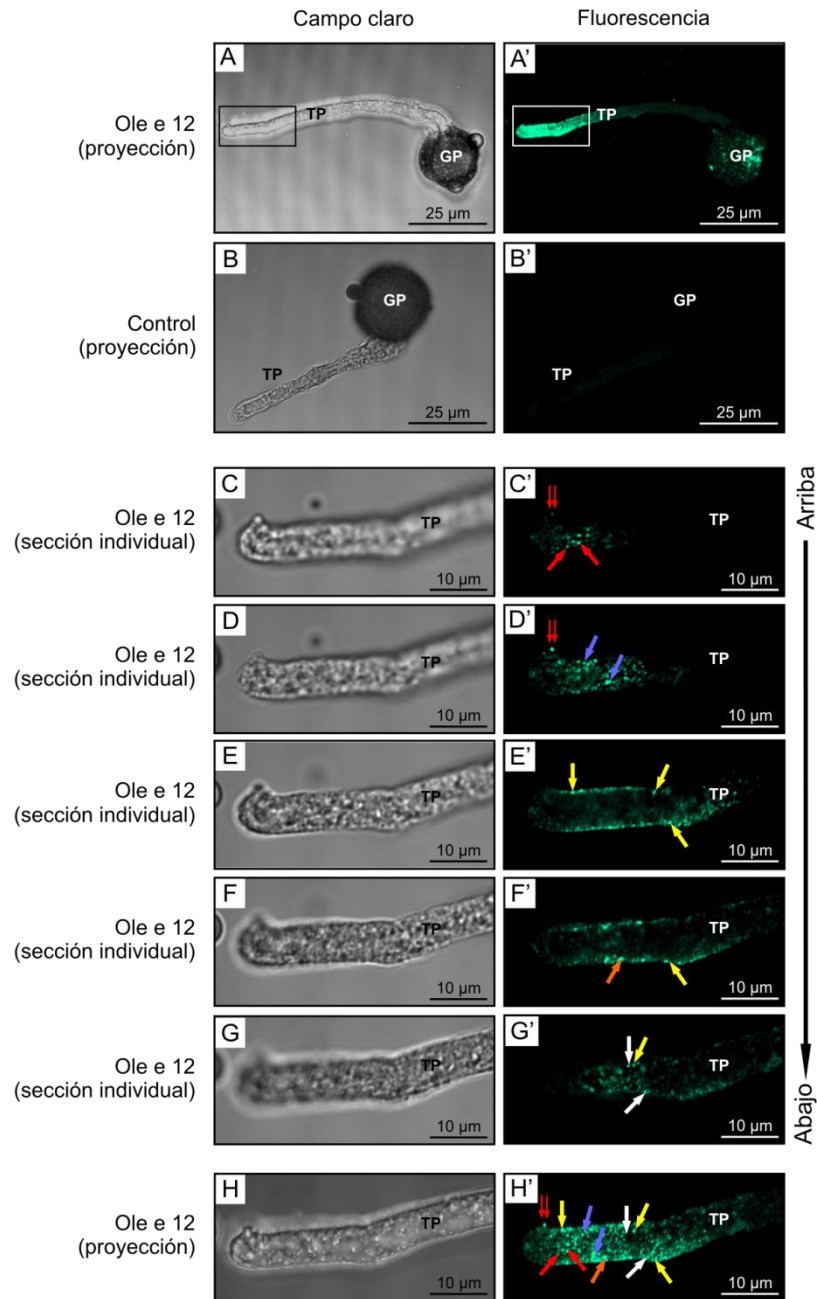 Campo claro
Fluorescencia
Ole e 12
(proyección)
A
TP
GP
25 µm
A'
TP
GP
25 µm
Control
(proyección)
B
GP
TP
25 µm
B'
GP
TP
25 µm
Ole e 12
(sección individual)
C
TP
10 µm
C'
TP
10 µm
Arriba
Ole e 12
(sección individual)
D
TP
10 µm
D'
TP
10 µm
Ole e 12
(sección individual)
E
TP
10 µm
E'
TP
10 µm
Ole e 12
(sección individual)
F
TP
10 µm
F'
TP
10 µm
Ole e 12
(sección individual)
G
TP
10 µm
G'
TP
10 µm
Abajo
Ole e 12
(proyección)
H
TP
10 µm
H'
TP
10 µm